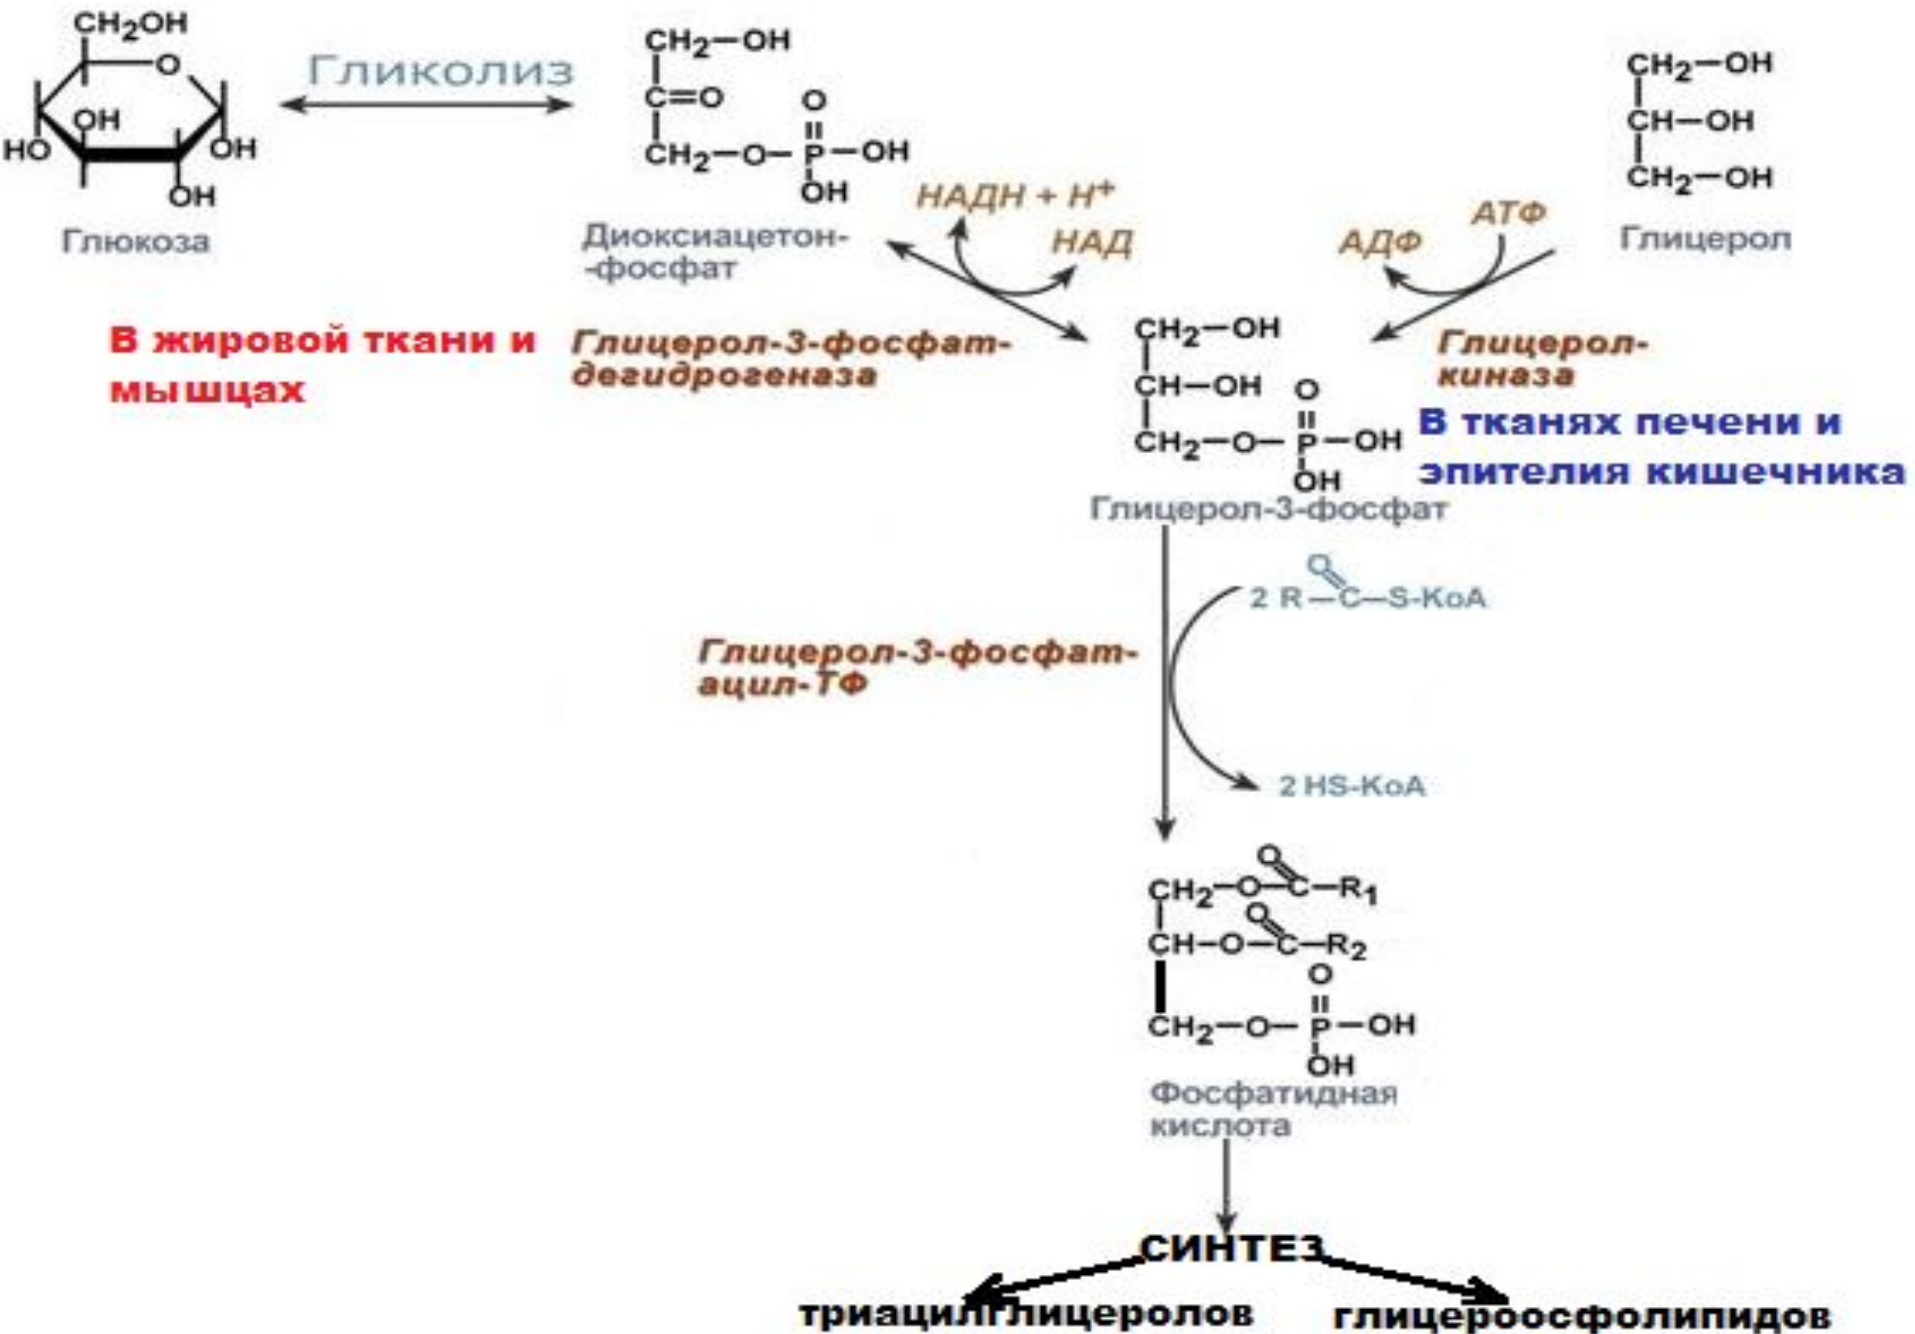 CH₂OH
O
OH
HO
OH
OH
Глюкоза
Гликолиз
CH₂—OH
C=O
O
CH₂—O—P—OH
OH
Диоксиацетон-
-фосфат
НАДН + Н⁺
НАД
АДФ
АТФ
CH₂—OH
CH—OH
CH₂—OH
Глицерол
В жировой ткани и
мышцах
Глицерол-3-фосфат-
дегидрогеназа
CH₂—OH
CH—OH
O
CH₂—O—P—OH
OH
Глицерол-3-фосфат
Глицерол-
киназа
В тканях печени и
эпителия кишечника
O
2 R—C—S-КоА
Глицерол-3-фосфат-
ацил-ТФ
2 HS-КоА
O
CH₂—O—C—R₁
O
CH—O—C—R₂
O
CH₂—O—P—OH
OH
Фосфатидная
кислота
СИНТЕЗ
триацилглицеролов
глицероосфолипидов